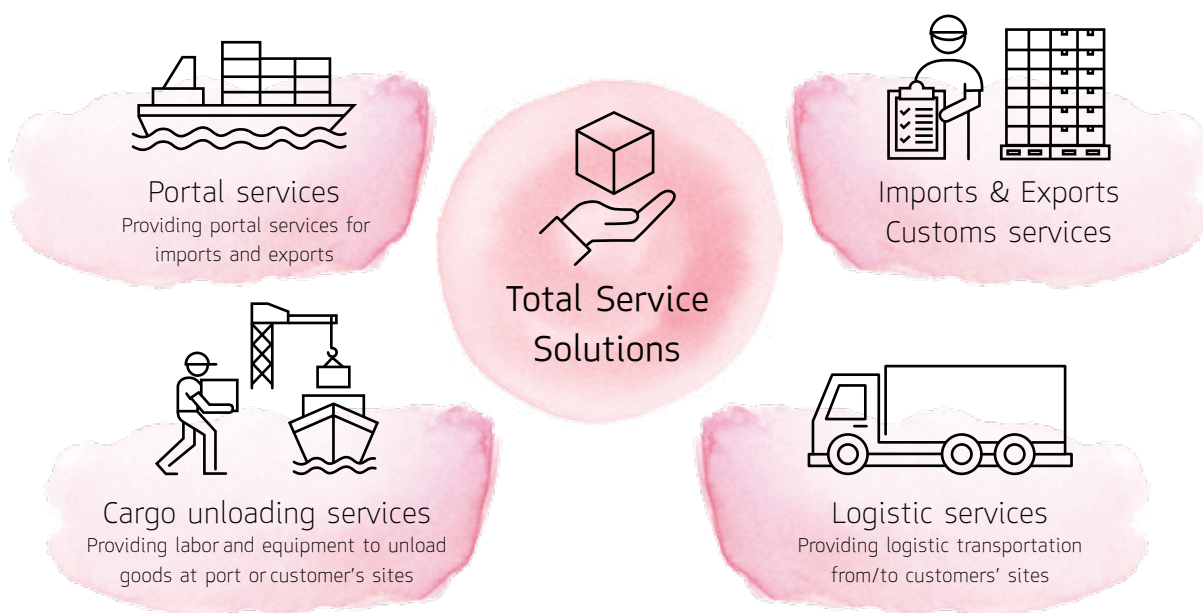 Portal services
Providing portal services for
imports and exports
Total Service
Solutions
Imports & Exports
Customs services
Cargo unloading services
Providing labor and equipment to unload
goods at port or customer's sites
Logistic services
Providing logistic transportation
from/to customers' sites